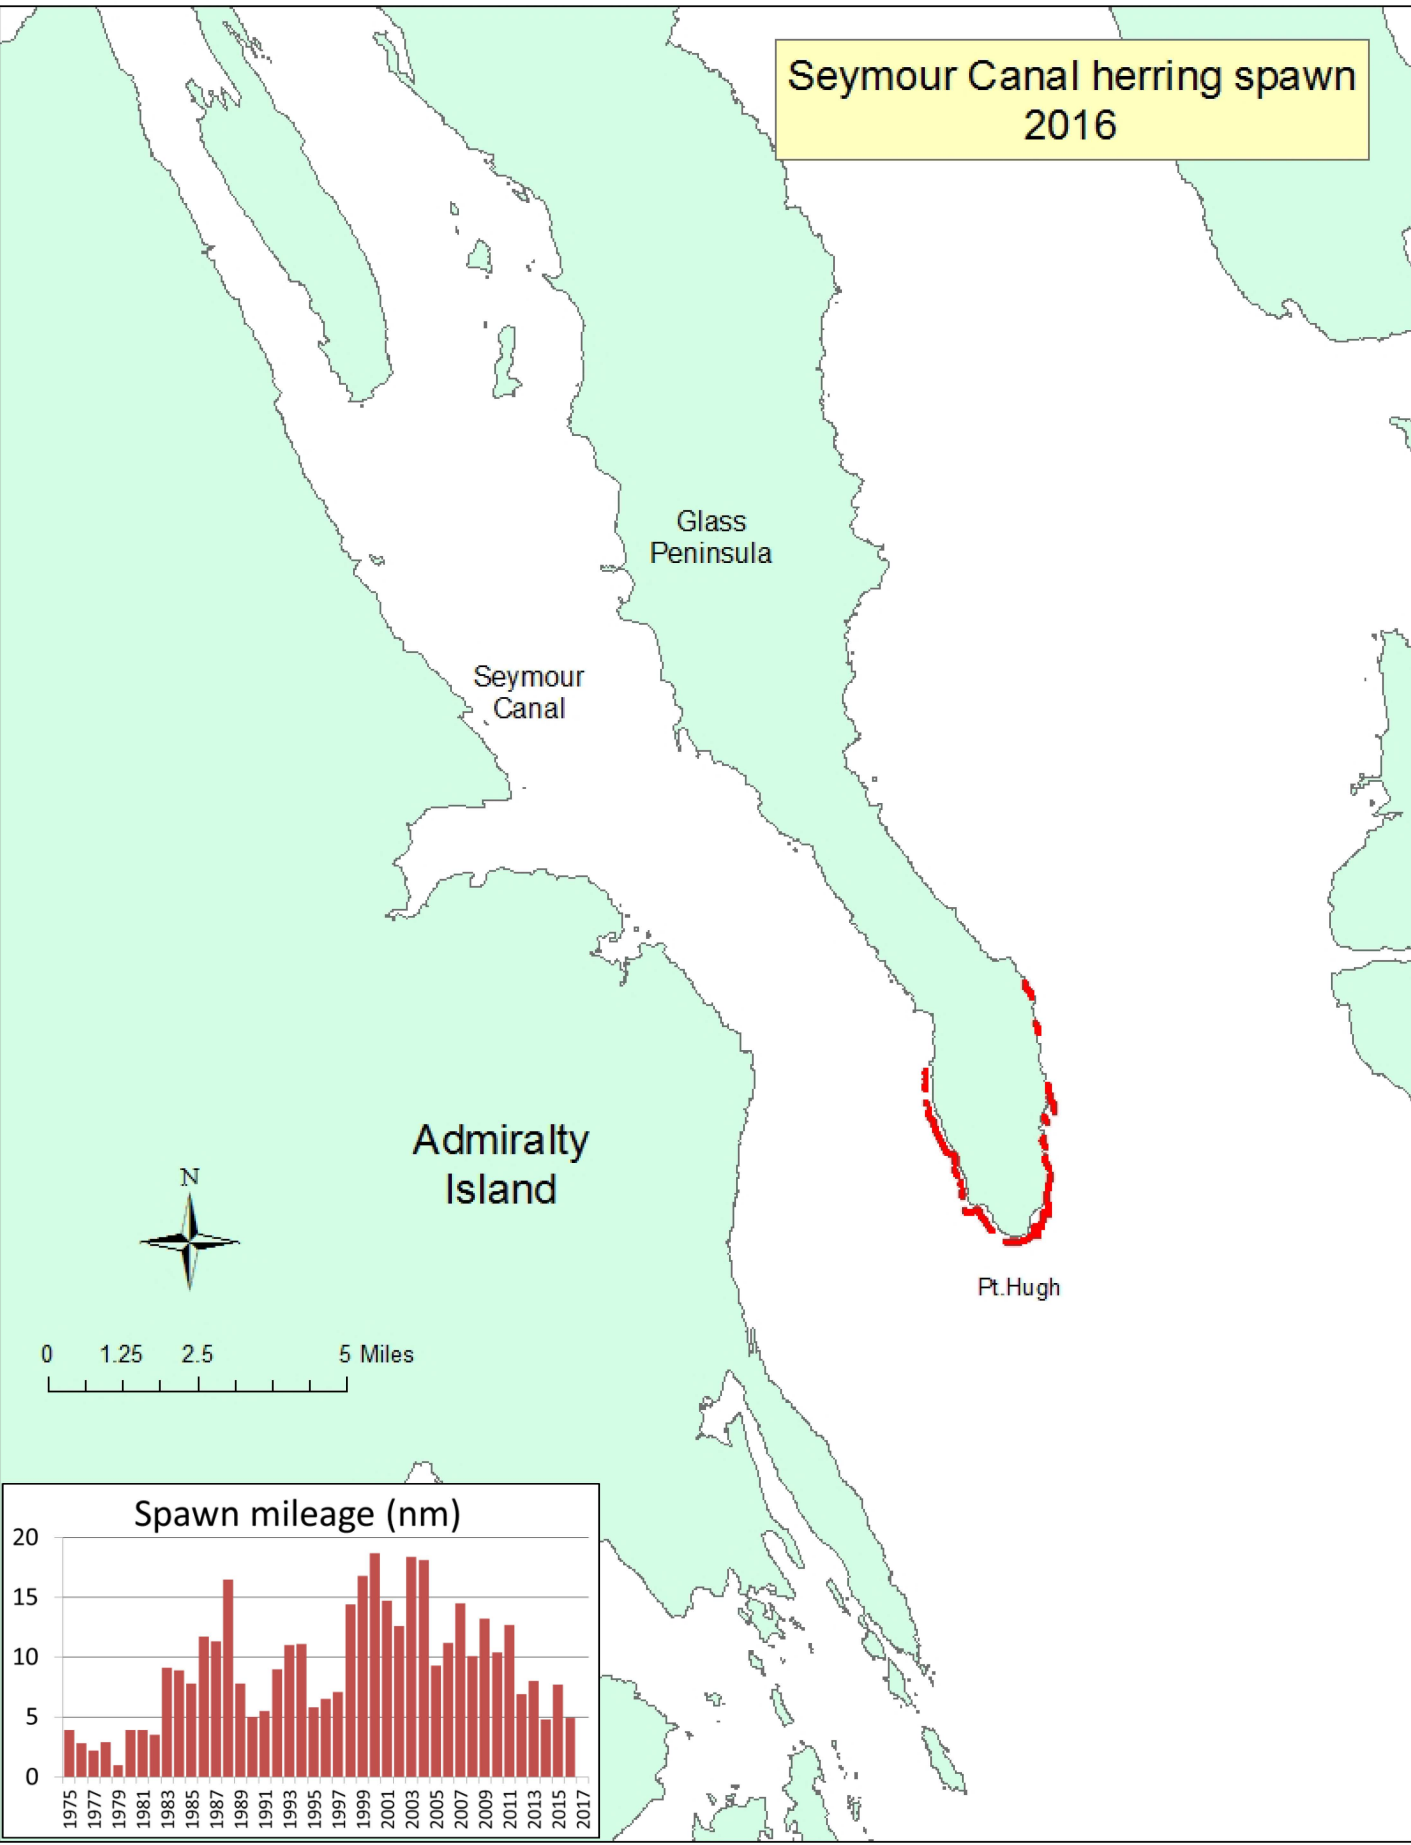 Seymour Canal herring spawn
2016
Glass
Peninsula
Seymour
Canal
Admiralty
Island
N
Pt.Hugh
0 1.25 2.5 5 Miles
Spawn mileage (nm)
20
15
10
5
0
1975 1977 1979 1981 1983 1985 1987 1989 1991 1993 1995 1997 1999 2001 2003 2005 2007 2009 2011 2013 2015 2017